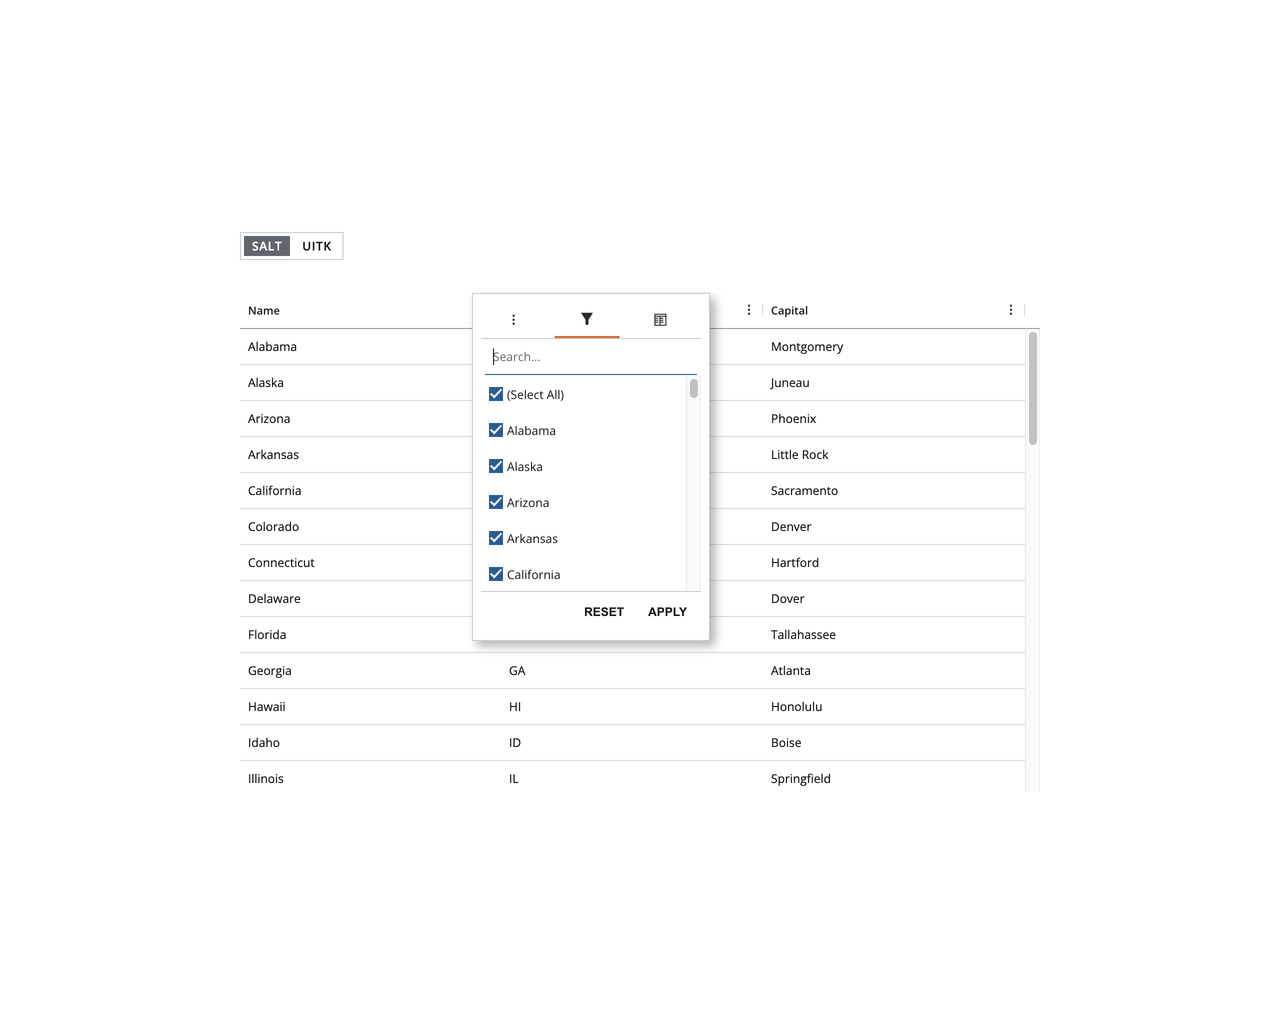 SALT UITK
Name Capital
Search...
(Select All)
Alabama
Alaska
Arizona
Arkansas
California
RESET APPLY
Alabama Montgomery
Alaska Juneau
Arizona Phoenix
Arkansas Little Rock
California Sacramento
Colorado Denver
Connecticut Hartford
Delaware Dover
Florida Tallahassee
Georgia GA Atlanta
Hawaii HI Honolulu
Idaho ID Boise
Illinois IL Springfield